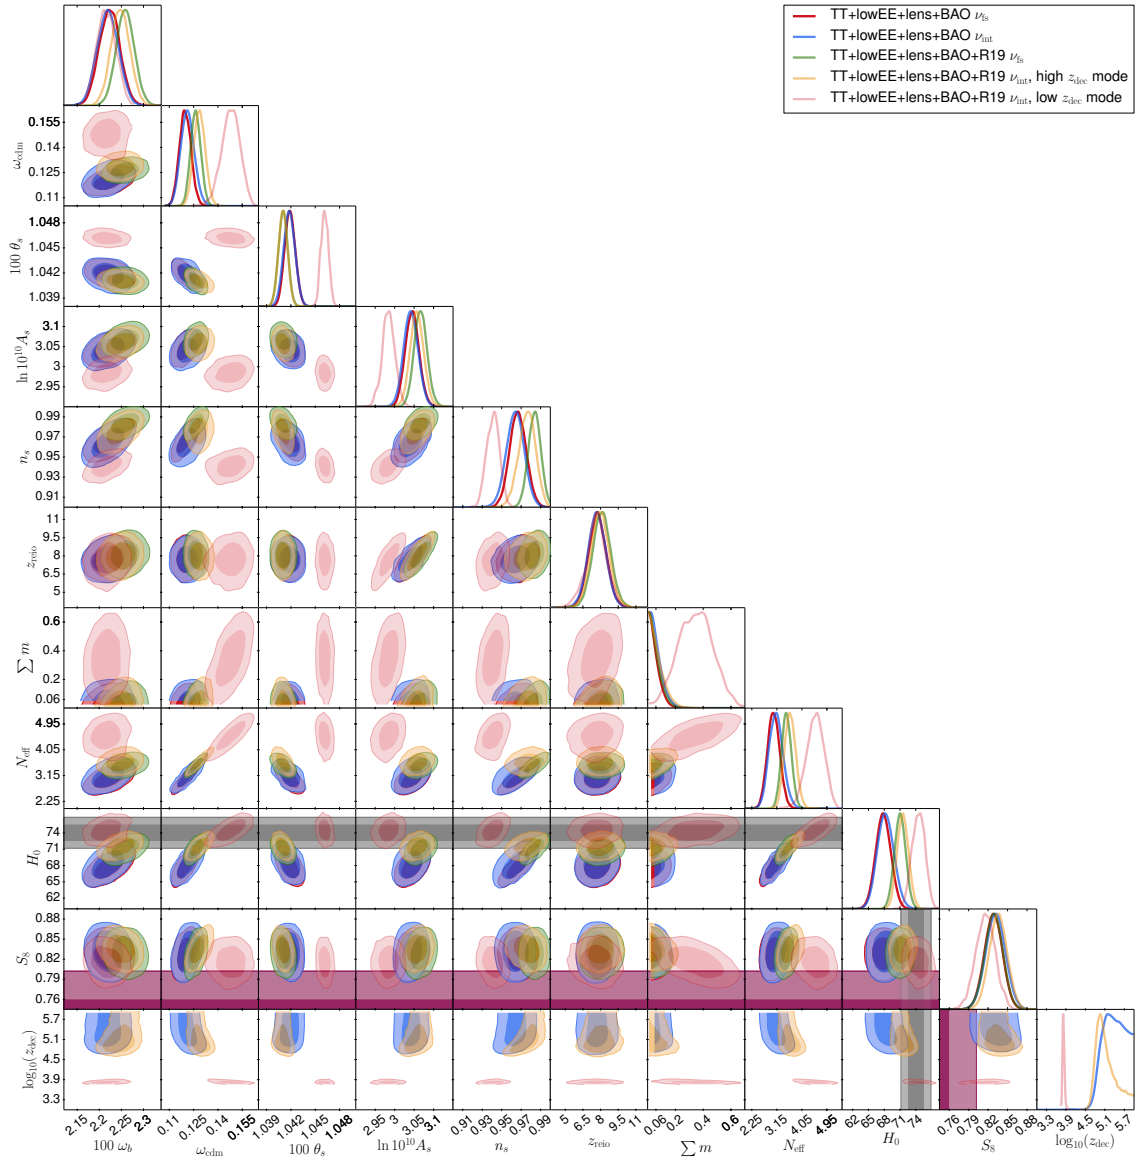 TT+lowEE+lens+BAO ν_fs
TT+lowEE+lens+BAO ν_int
TT+lowEE+lens+BAO+R19 ν_fs
TT+lowEE+lens+BAO+R19 ν_int, high z_dec mode
TT+lowEE+lens+BAO+R19 ν_int, low z_dec mode
ω_cdm
0.155
0.14
0.125
0.11
100 θ_s
1.048
1.045
1.042
1.039
ln 10^10 A_s
3.1
3.05
3
2.95
n_s
0.99
0.97
0.95
0.93
0.91
z_reio
11
9.5
8
6.5
5
∑ m
0.6
0.4
0.2
0.06
N_eff
4.95
4.05
3.15
2.25
H_0
74
71
68
65
62
S_8
0.88
0.85
0.82
0.79
0.76
log_10(z_dec)
5.7
5.1
4.5
3.9
3.3
2.15 2.2 2.25 2.3
100 ω_b
0.11 0.125 0.14 0.155
ω_cdm
1.039 1.042 1.045 1.048
100 θ_s
2.95 3 3.05 3.1
ln 10^10 A_s
0.91 0.93 0.95 0.97 0.99
n_s
5 6.5 8 9.5 11
z_reio
0.06 0.2 0.4 0.6
∑ m
2.25 3.15 4.05 4.95
N_eff
62 65 68 71 74
H_0
0.76 0.79 0.82 0.85 0.88
S_8
3.3 3.9 4.5 5.1 5.7
log_10(z_dec)